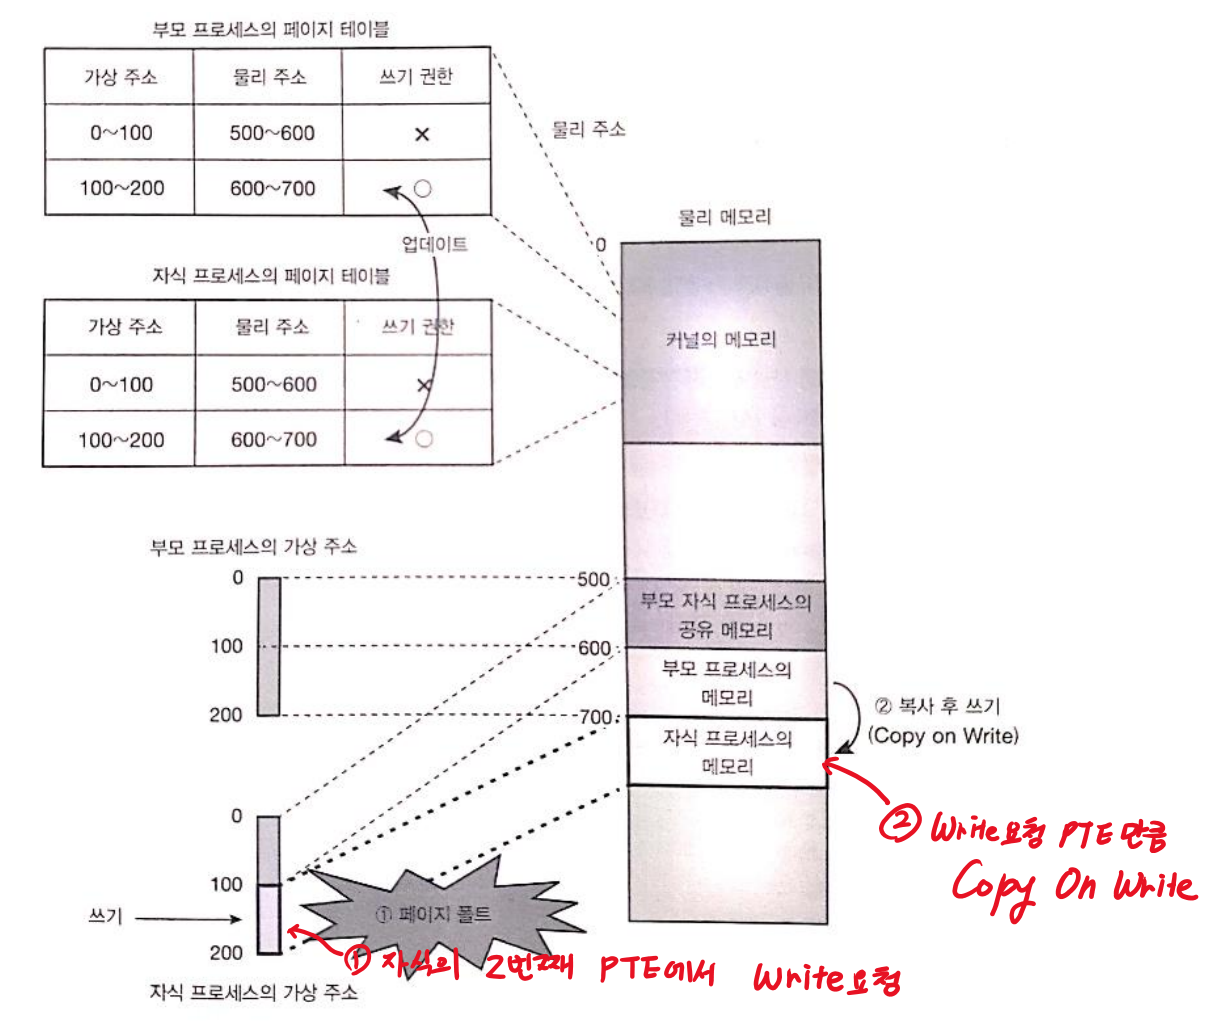 부모 프로세스의 페이지 테이블
가상 주소 물리 주소 쓰기 권한
0~100 500~600 ×
100~200 600~700 ○
업데이트
자식 프로세스의 페이지 테이블
가상 주소 물리 주소 쓰기 권한
0~100 500~600 ×
100~200 600~700 ○
물리 주소
물리 메모리
0
커널의 메모리
부모 프로세스의 가상 주소
0
100
200
500
600
700
부모 자식 프로세스의
공유 메모리
부모 프로세스의
메모리
자식 프로세스의
메모리
② 복사 후 쓰기
(Copy on Write)
② Write요청 PTE만큼
Copy On Write
0
100
200
쓰기
① 페이지 폴트
① 자식의 2번째 PTE에서 Write요청
자식 프로세스의 가상 주소